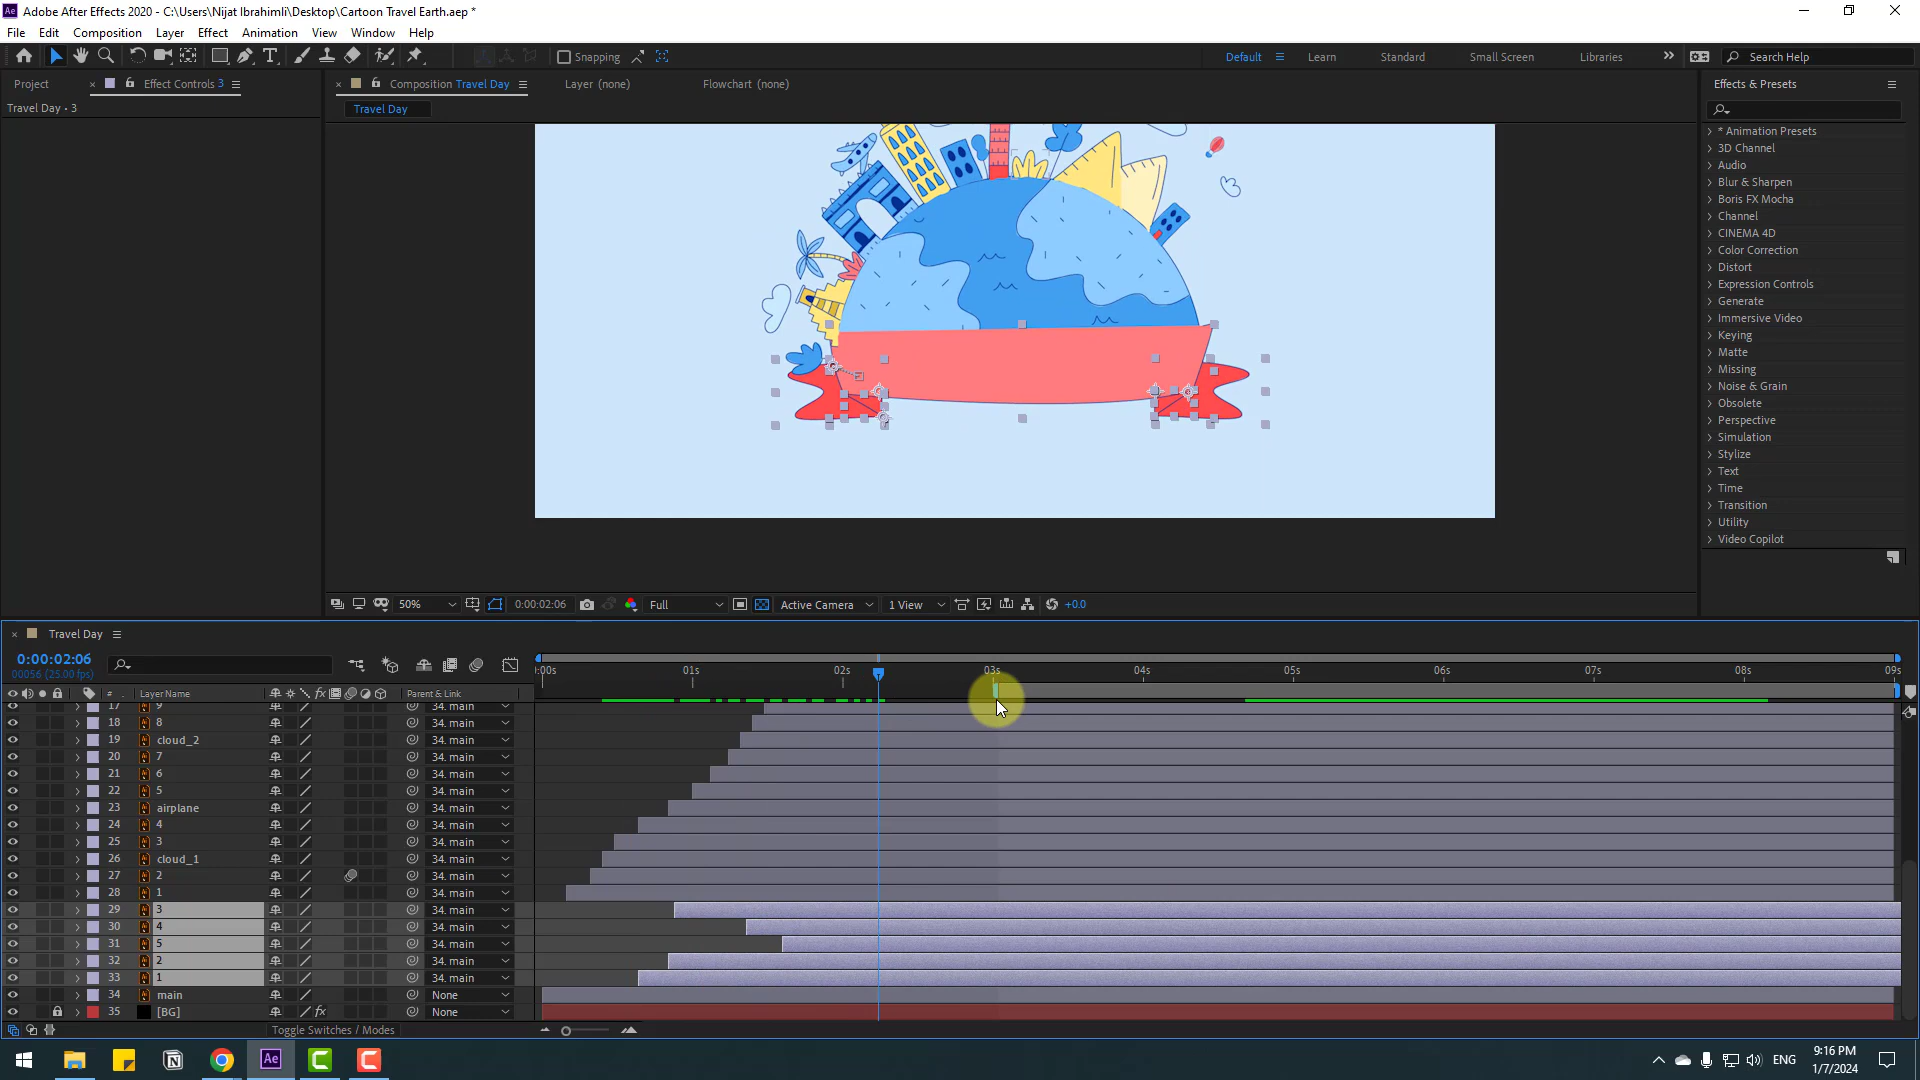 Adobe After Effects 2020 - C:\Users\Nijat Ibrahimli\Desktop\Cartoon Travel Earth.aep *
File Edit Composition Layer Effect Animation View Window Help
Snapping
Default Learn Standard Small Screen Libraries Search Help
Project Effect Controls 3
Composition Travel Day Layer (none) Flowchart (none)
Effects & Presets
Travel Day • 3
Travel Day
* Animation Presets
3D Channel
Audio
Blur & Sharpen
Boris FX Mocha
Channel
CINEMA 4D
Color Correction
Distort
Expression Controls
Generate
Immersive Video
Keying
Matte
Missing
Noise & Grain
Obsolete
Perspective
Simulation
Stylize
Text
Time
Transition
Utility
Video Copilot
50% 0:00:02:06 Full Active Camera 1 View +0.0
Travel Day
0:00:02:06
00056 (25.00 fps)
:00s 01s 02s 03s 04s 05s 06s 07s 08s 09s
# Layer Name fx Parent & Link
17 9 34. main
18 8 34. main
19 cloud_2 34. main
20 7 34. main
21 6 34. main
22 5 34. main
23 airplane 34. main
24 4 34. main
25 3 34. main
26 cloud_1 34. main
27 2 34. main
28 1 34. main
29 3 34. main
30 4 34. main
31 5 34. main
32 2 34. main
33 1 34. main
34 main None
35 [BG] fx None
Toggle Switches / Modes
ENG
9:16 PM
1/7/2024